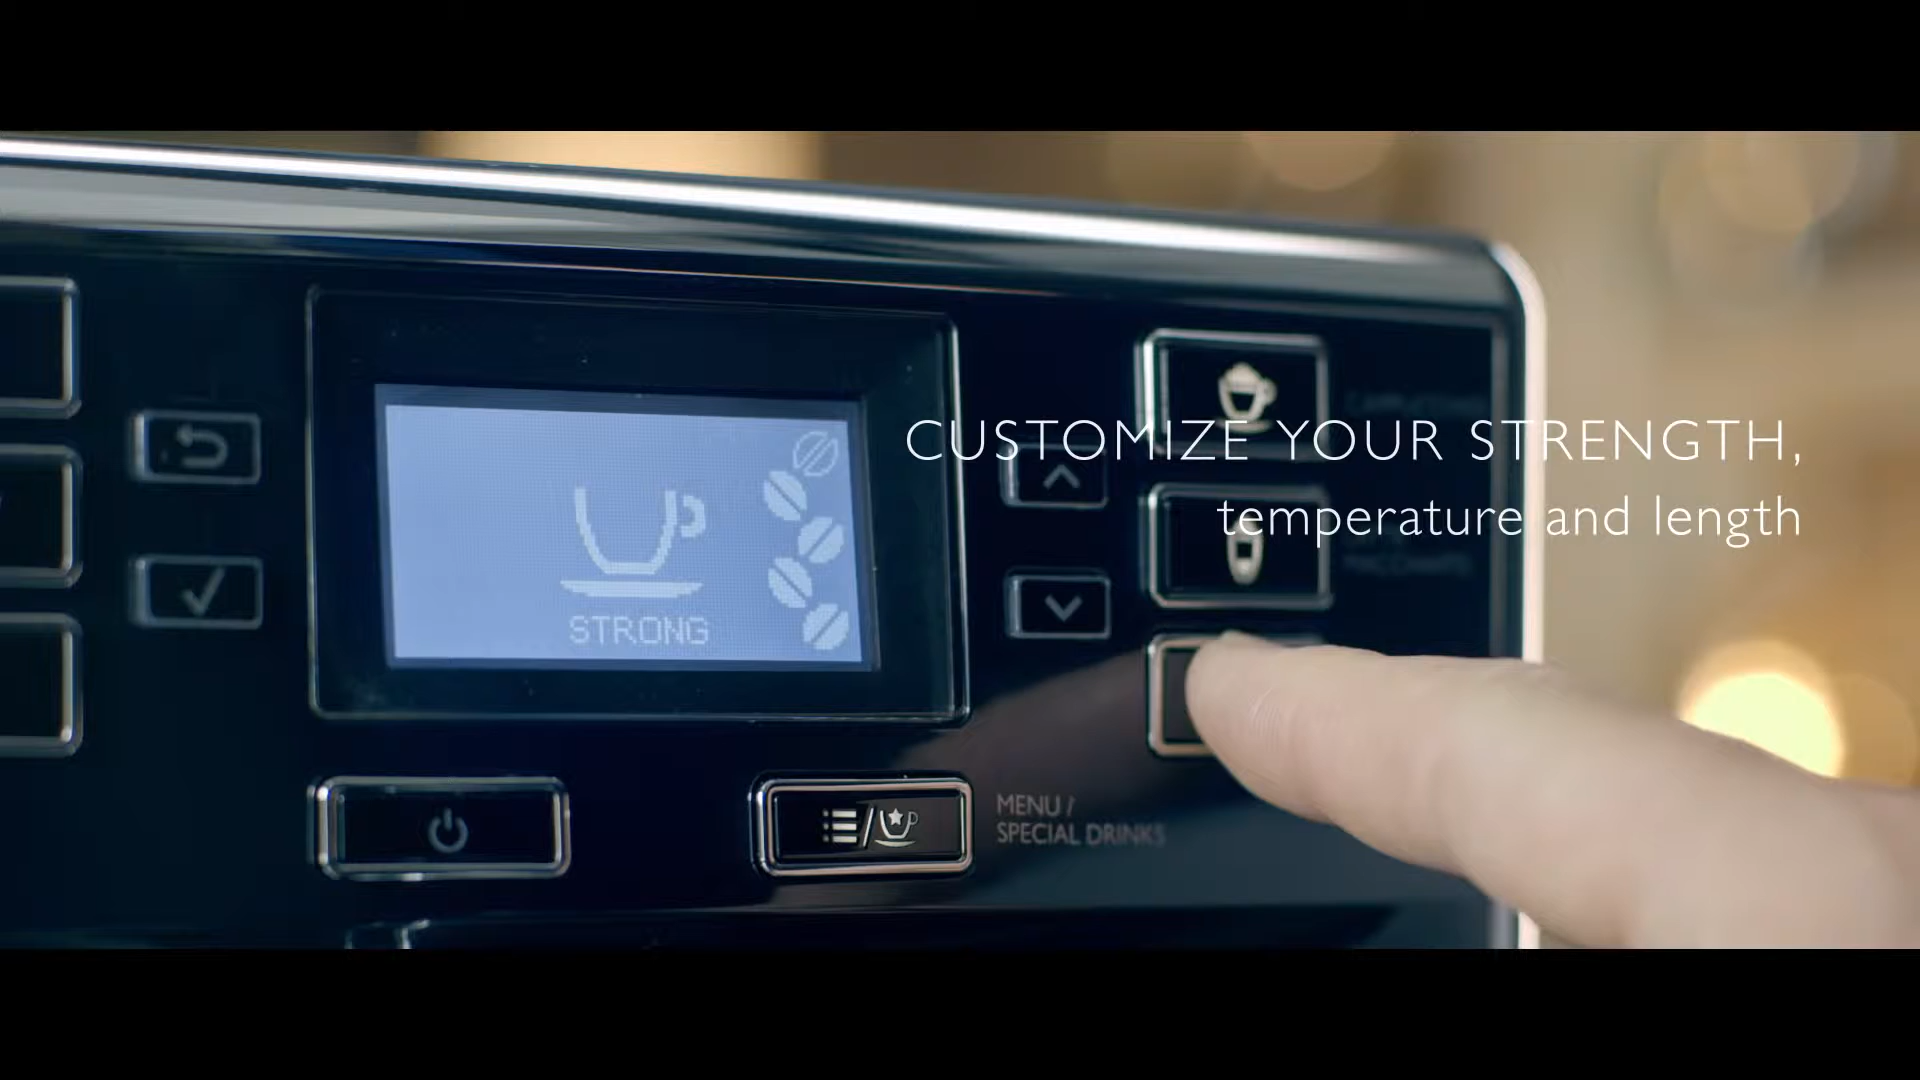 CUSTOMIZE YOUR STRENGTH,
temperature and length
STRONG
MENU /
SPECIAL DRINKS